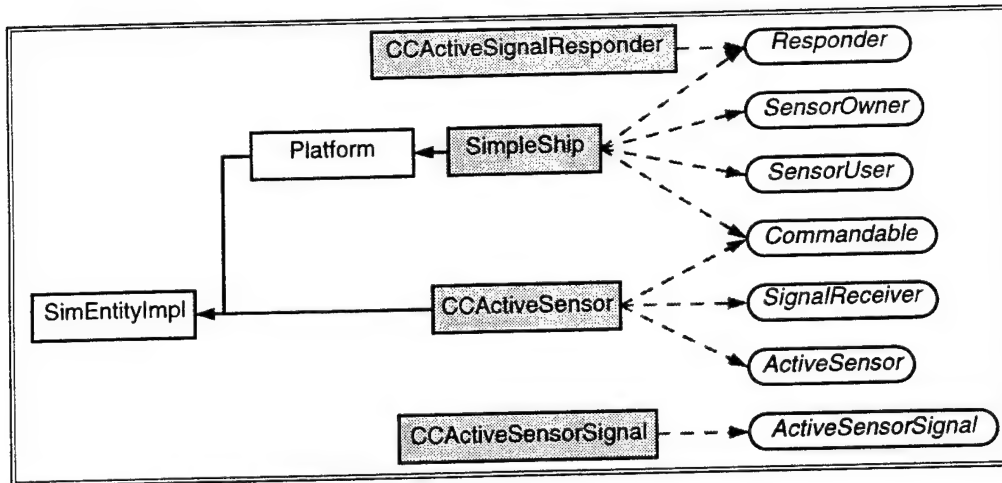 CCActiveSignalResponder
Responder
SensorOwner
Platform
SimpleShip
SensorUser
Commandable
SimEntityImpl
CCActiveSensor
SignalReceiver
ActiveSensor
CCActiveSensorSignal
ActiveSensorSignal